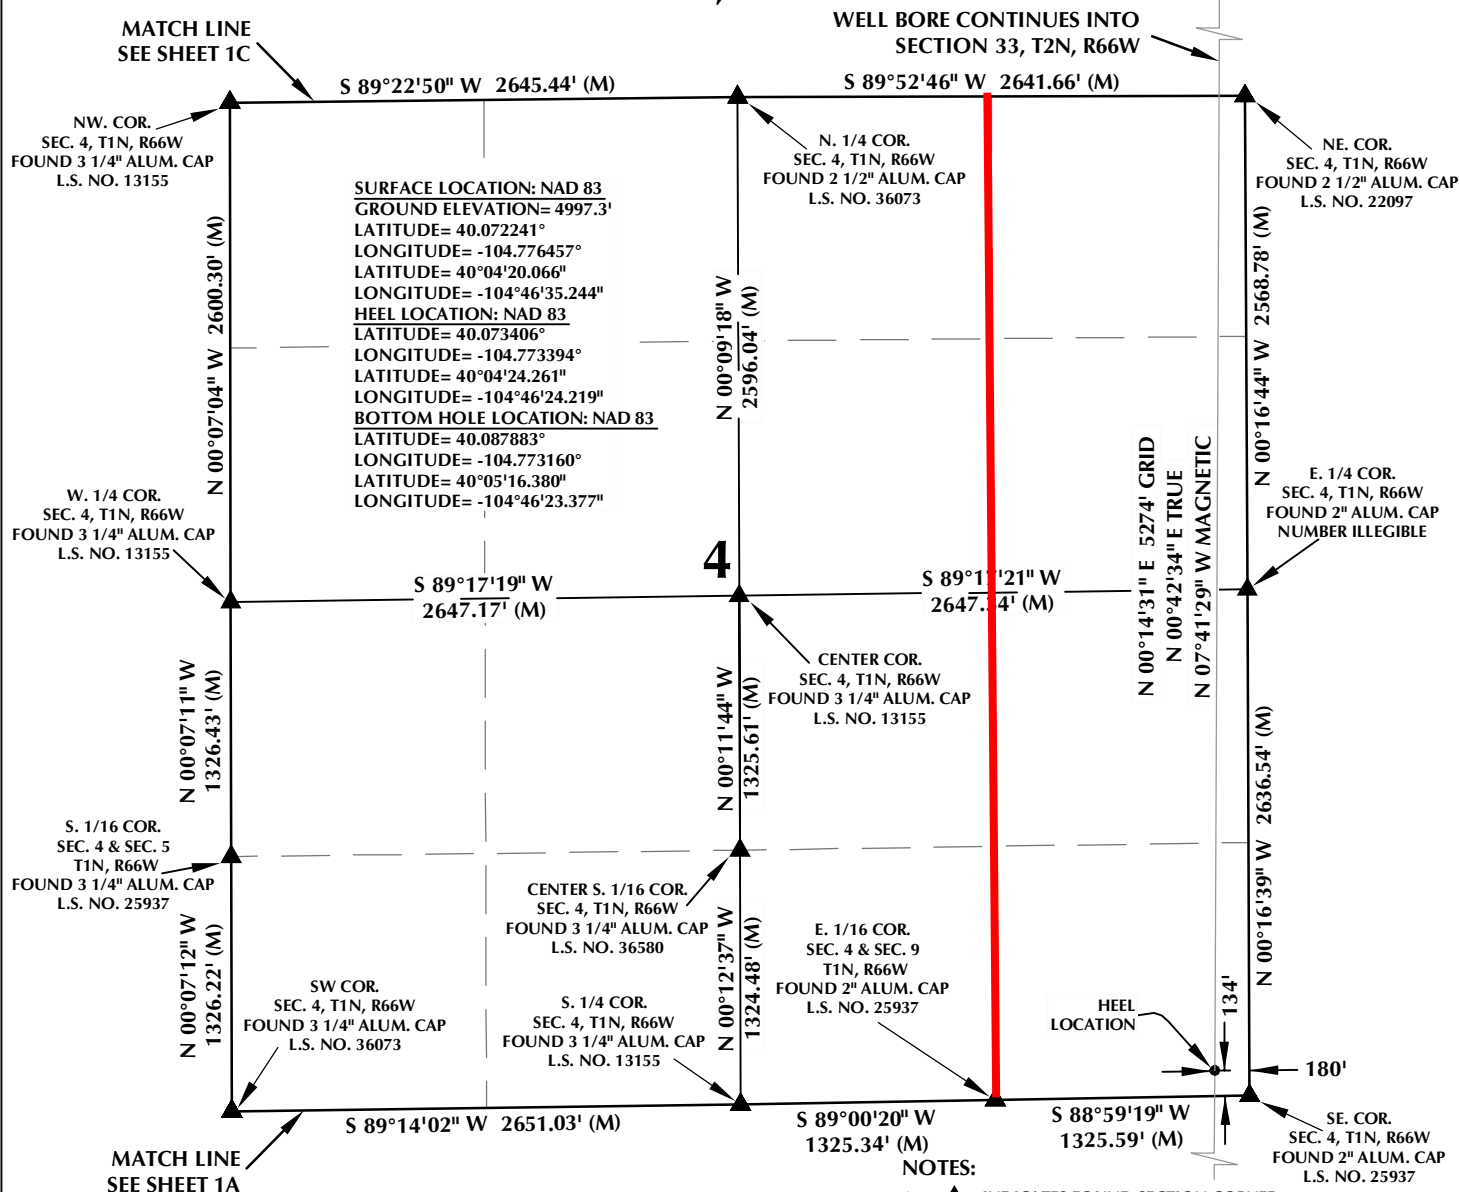 MATCH LINE
SEE SHEET 1C
WELL BORE CONTINUES INTO
SECTION 33, T2N, R66W
S 89°22'50" W 2645.44' (M)
S 89°52'46" W 2641.66' (M)
NW. COR.
SEC. 4, T1N, R66W
FOUND 3 1/4" ALUM. CAP
L.S. NO. 13155
N. 1/4 COR.
SEC. 4, T1N, R66W
FOUND 2 1/2" ALUM. CAP
L.S. NO. 36073
NE. COR.
SEC. 4, T1N, R66W
FOUND 2 1/2" ALUM. CAP
L.S. NO. 22097
SURFACE LOCATION: NAD 83
GROUND ELEVATION= 4997.3'
LATITUDE= 40.072241°
LONGITUDE= -104.776457°
LATITUDE= 40°04'20.066"
LONGITUDE= -104°46'35.244"
HEEL LOCATION: NAD 83
LATITUDE= 40.073406°
LONGITUDE= -104.773394°
LATITUDE= 40°04'24.261"
LONGITUDE= -104°46'24.219"
BOTTOM HOLE LOCATION: NAD 83
LATITUDE= 40.087883°
LONGITUDE= -104.773160°
LATITUDE= 40°05'16.380"
LONGITUDE= -104°46'23.377"
N 00°07'04" W 2600.30' (M)
N 00°09'18" W
2596.04' (M)
N 00°16'44" W 2568.78' (M)
N 00°14'31" E 5274' GRID
N 00°42'34" E TRUE
N 07°41'29" W MAGNETIC
W. 1/4 COR.
SEC. 4, T1N, R66W
FOUND 3 1/4" ALUM. CAP
L.S. NO. 13155
E. 1/4 COR.
SEC. 4, T1N, R66W
FOUND 2" ALUM. CAP
NUMBER ILLEGIBLE
4
S 89°17'19" W
2647.17' (M)
S 89°17'21" W
(M)
CENTER COR.
SEC. 4, T1N, R66W
FOUND 3 1/4" ALUM. CAP
L.S. NO. 13155
N 00°07'11" W
1326.43' (M)
N 00°11'44" W
1325.61' (M)
N 00°16'39" W 2636.54' (M)
S. 1/16 COR.
SEC. 4 & SEC. 5
T1N, R66W
FOUND 3 1/4" ALUM. CAP
L.S. NO. 25937
CENTER S. 1/16 COR.
SEC. 4, T1N, R66W
FOUND 3 1/4" ALUM. CAP
L.S. NO. 36580
E. 1/16 COR.
SEC. 4 & SEC. 9
T1N, R66W
FOUND 2" ALUM. CAP
L.S. NO. 25937
N 00°07'12" W
1326.22' (M)
N 00°12'37" W
1324.48' (M)
SW COR.
SEC. 4, T1N, R66W
FOUND 3 1/4" ALUM. CAP
L.S. NO. 36073
S. 1/4 COR.
SEC. 4, T1N, R66W
FOUND 3 1/4" ALUM. CAP
L.S. NO. 13155
HEEL
LOCATION
134'
180'
S 89°14'02" W 2651.03' (M)
S 89°00'20" W
1325.34' (M)
S 88°59'19" W
1325.59' (M)
SE. COR.
SEC. 4, T1N, R66W
FOUND 2" ALUM. CAP
L.S. NO. 25937
MATCH LINE
SEE SHEET 1A
NOTES:
INDICATES FOUND SECTION CORNER